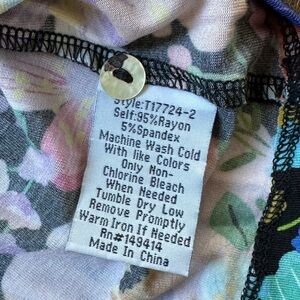 Style:T17724-2
Self:95%Rayon
5%Spandex
Machine Wash Cold
With like Colors
Only Non-
Chlorine Bleach
When Needed
Tumble Dry Low
Remove Promptly
Warm Iron If Needed
Rn#149414
Made In China